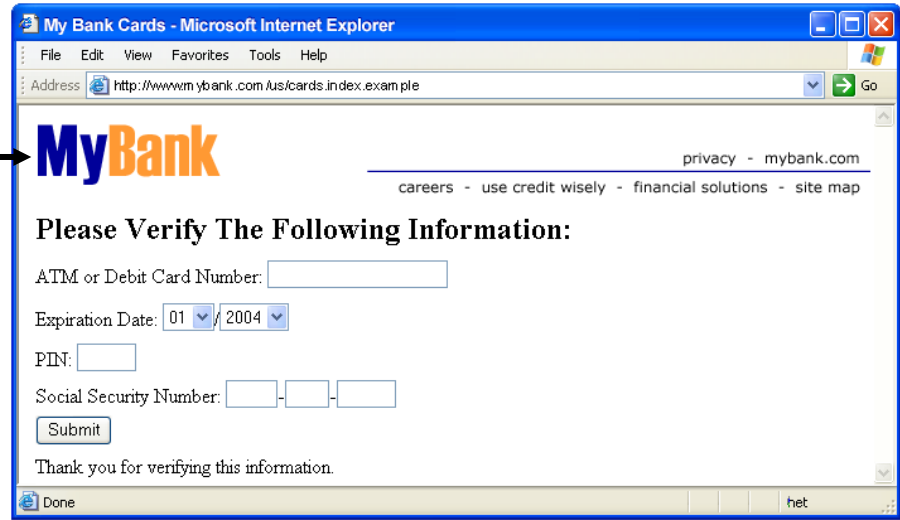 My Bank Cards - Microsoft Internet Explorer
File Edit View Favorites Tools Help
Address http://www.mybank.com/us/cards.index.example Go
MyBank
privacy - mybank.com
careers - use credit wisely - financial solutions - site map
Please Verify The Following Information:
ATM or Debit Card Number:
Expiration Date: 01 / 2004
PIN:
Social Security Number: - -
Submit
Thank you for verifying this information.
Done het